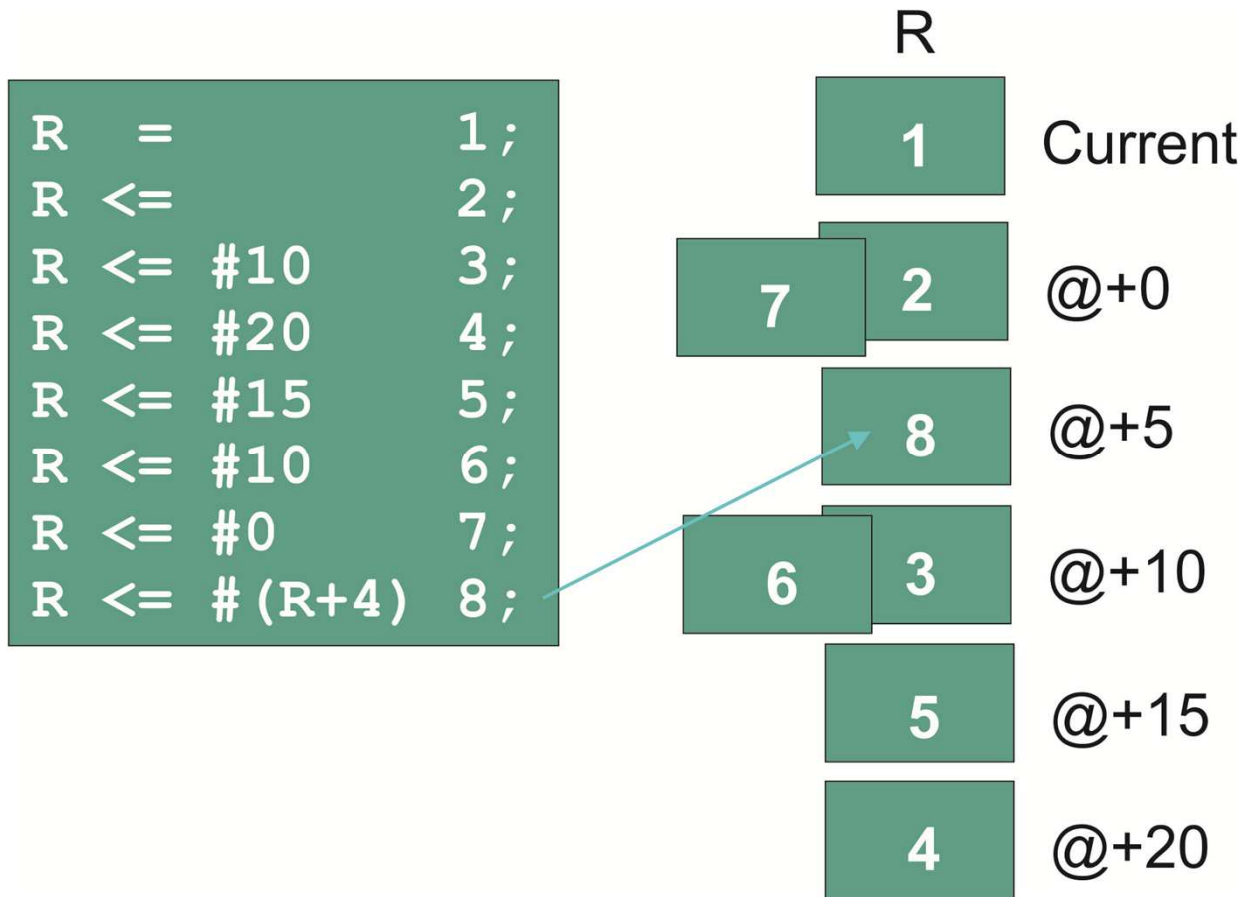 R
R = 1;
R <= 2;
R <= #10 3;
R <= #20 4;
R <= #15 5;
R <= #10 6;
R <= #0 7;
R <= #(R+4) 8;
1 Current
7 2 @+0
8 @+5
6 3 @+10
5 @+15
4 @+20